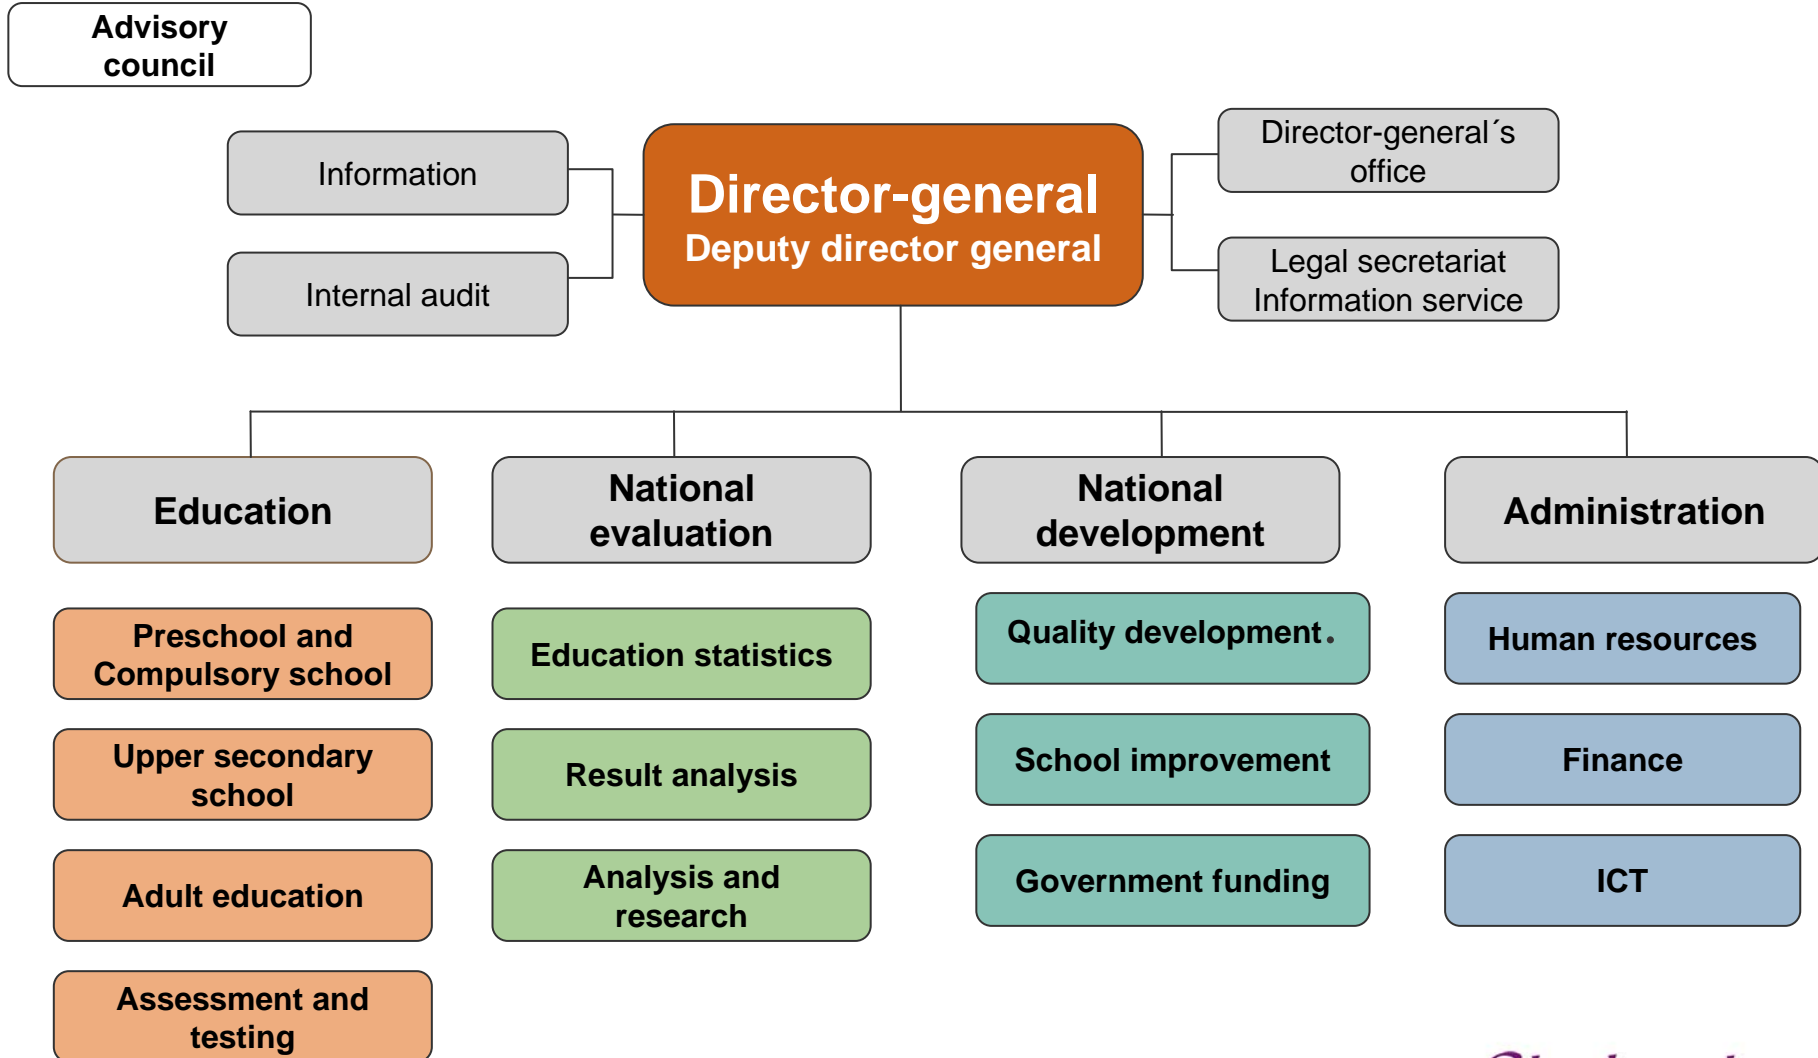 Advisory
council
Information
Internal audit
Director-general
Deputy director general
Director-general´s
office
Legal secretariat
Information service
Education
National
evaluation
National
development
Administration
Preschool and
Compulsory school
Upper secondary
school
Adult education
Assessment and
testing
Education statistics
Result analysis
Analysis and
research
Quality development.
School improvement
Government funding
Human resources
Finance
ICT